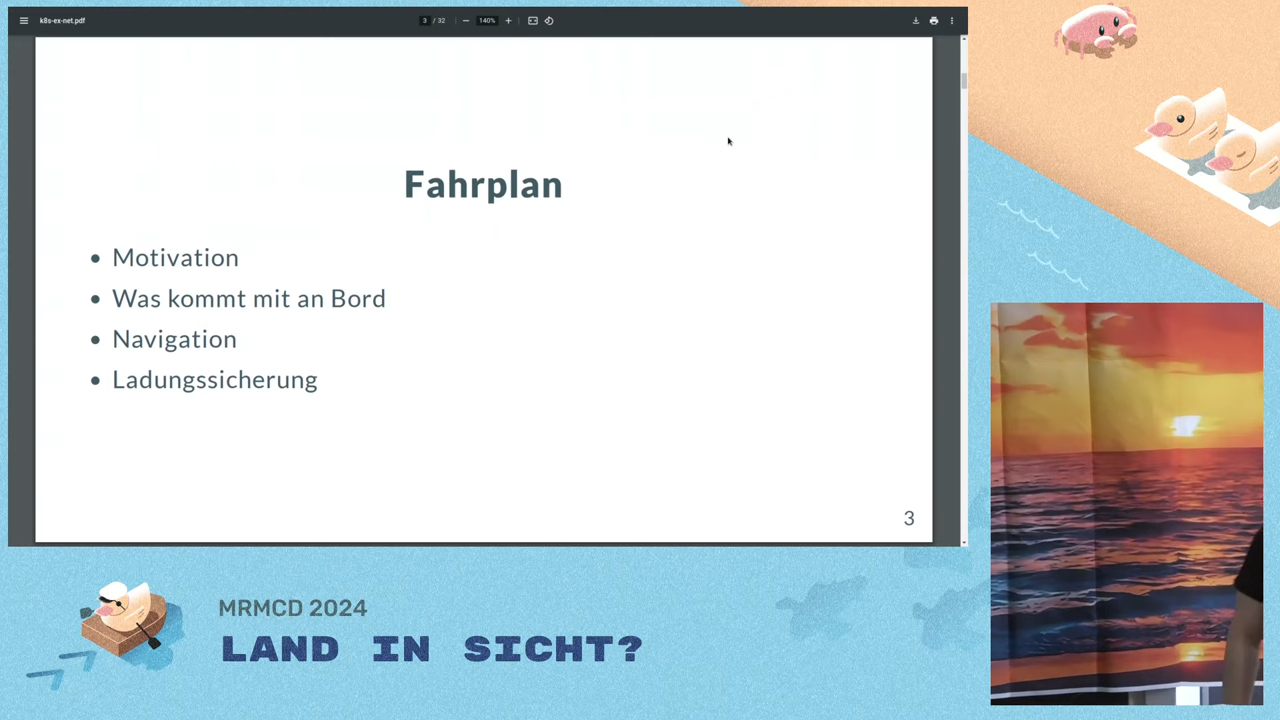 k8s-ex-net.pdf
3 / 32
140%
Fahrplan
• Motivation
• Was kommt mit an Bord
• Navigation
• Ladungssicherung
3
MRMCD 2024
LAND IN SICHT?